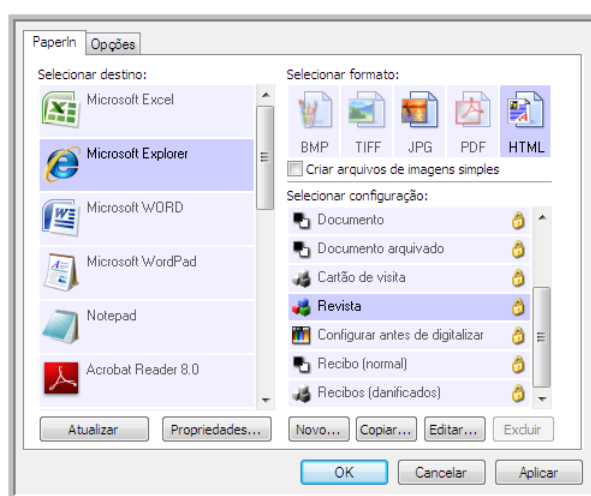 PaperIn Opções
Selecionar destino:
Microsoft Excel
Microsoft Explorer
Microsoft WORD
Microsoft WordPad
Notepad
Acrobat Reader 8.0
Atualizar Propriedades...
Selecionar formato:
BMP TIFF JPG PDF HTML
Criar arquivos de imagens simples
Selecionar configuração:
Documento
Documento arquivado
Cartão de visita
Revista
Configurar antes de digitalizar
Recibo (normal)
Recibos (danificados)
Novo... Copiar... Editar... Excluir
OK Cancelar Aplicar